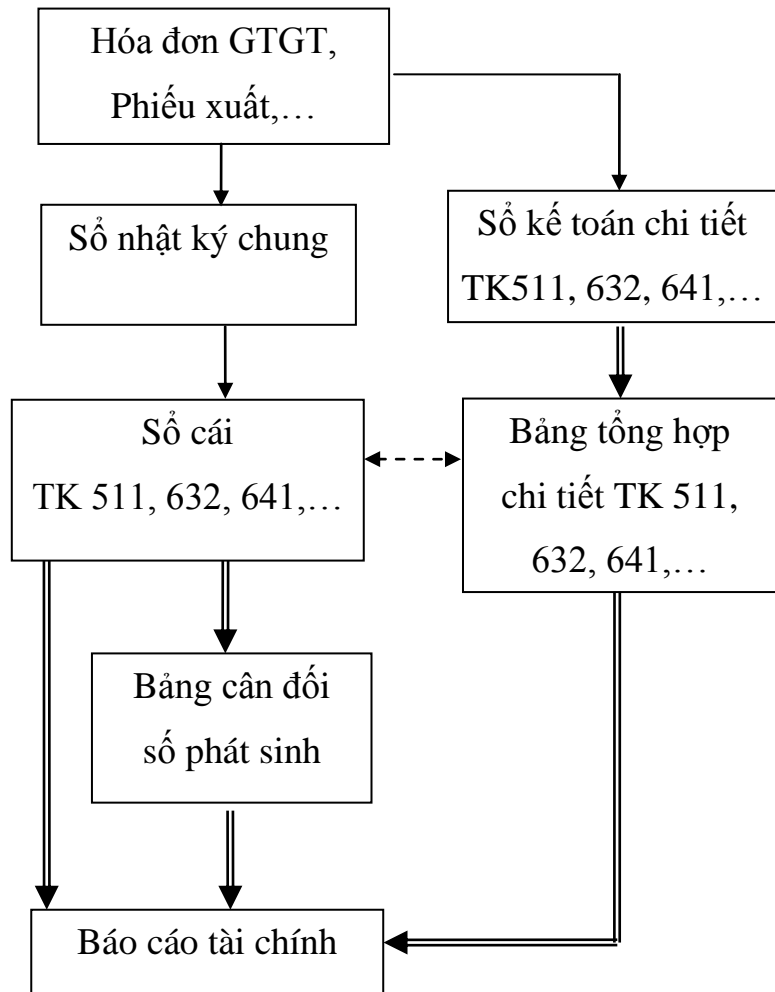 Hóa đơn GTGT,
Phiếu xuất,…
Sổ nhật ký chung
Sổ kế toán chi tiết
TK511, 632, 641,…
Sổ cái
TK 511, 632, 641,…
Bảng tổng hợp
chi tiết TK 511,
632, 641,…
Bảng cân đối
số phát sinh
Báo cáo tài chính